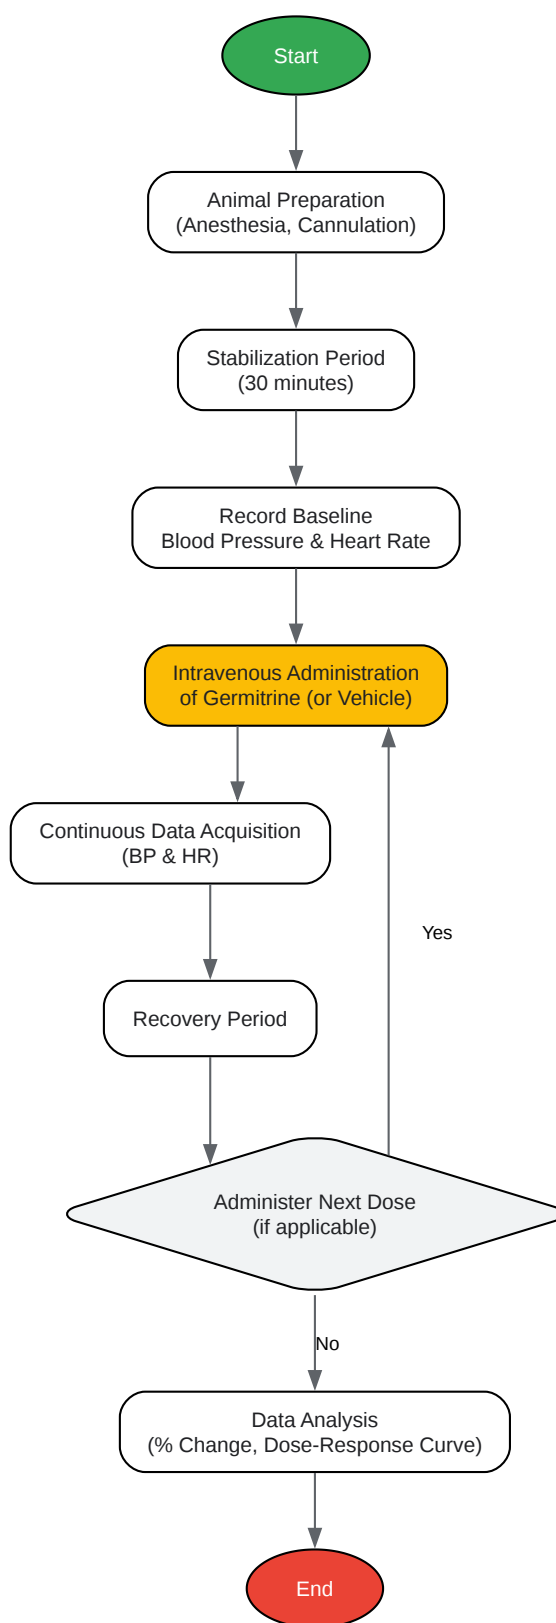 Start
Animal Preparation
(Anesthesia, Cannulation)
Stabilization Period
(30 minutes)
Record Baseline
Blood Pressure & Heart Rate
Intravenous Administration
of Germitrine (or Vehicle)
Continuous Data Acquisition
(BP & HR)
Yes
Recovery Period
Administer Next Dose
(if applicable)
No
Data Analysis
(% Change, Dose-Response Curve)
End